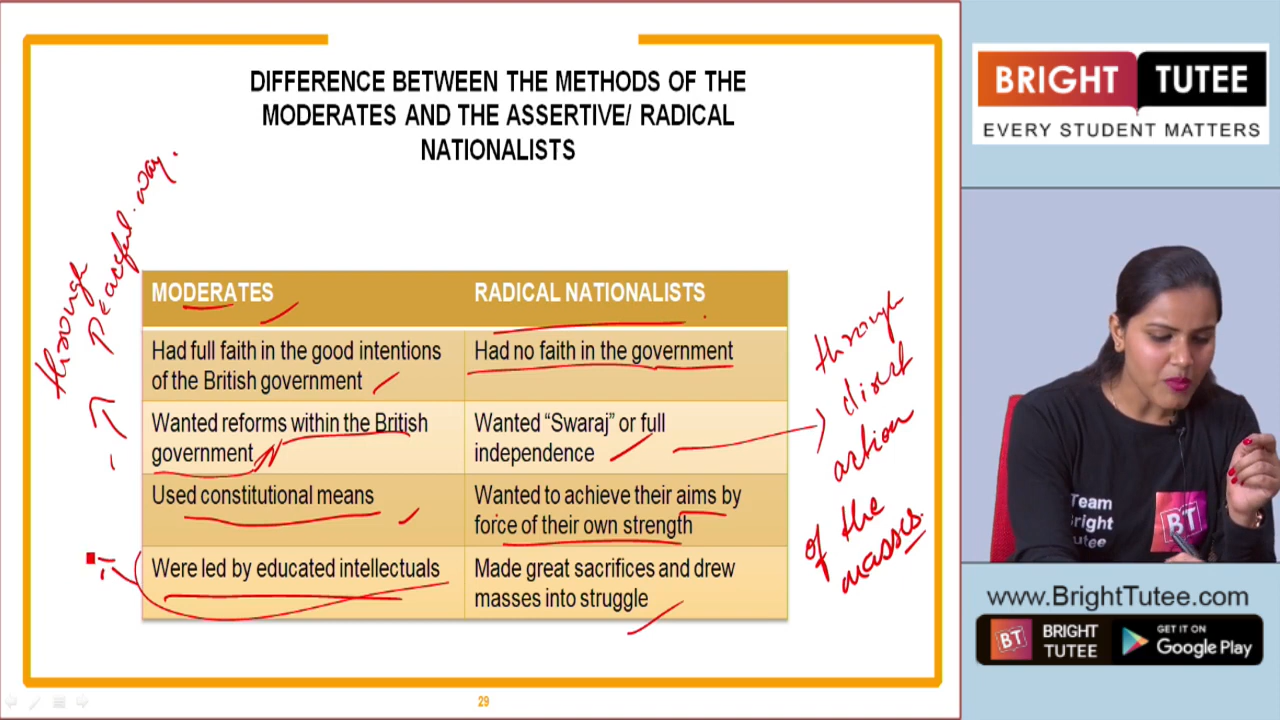 DIFFERENCE BETWEEN THE METHODS OF THE
MODERATES AND THE ASSERTIVE/ RADICAL
NATIONALISTS
through
peaceful way.
MODERATES
RADICAL NATIONALISTS
Had full faith in the good intentions
of the British government
Had no faith in the government
Wanted reforms within the British
government
Wanted “Swaraj” or full
independence
Used constitutional means
Wanted to achieve their aims by
force of their own strength
Were led by educated intellectuals
Made great sacrifices and drew
masses into struggle
through
direct
action
of the
masses.
29
BRIGHT TUTEE
EVERY STUDENT MATTERS
Team
Bright
Tutee
BT
www.BrightTutee.com
BT
BRIGHT
TUTEE
GET IT ON
Google Play